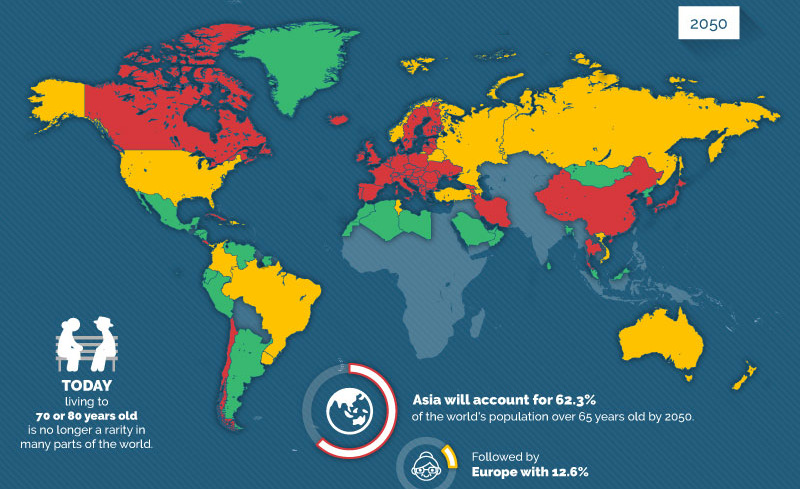 2050
TODAY
living to
70 or 80 years old
is no longer a rarity in
many parts of the world.
Asia will account for 62.3%
of the world's population over 65 years old by 2050.
Followed by
Europe with 12.6%